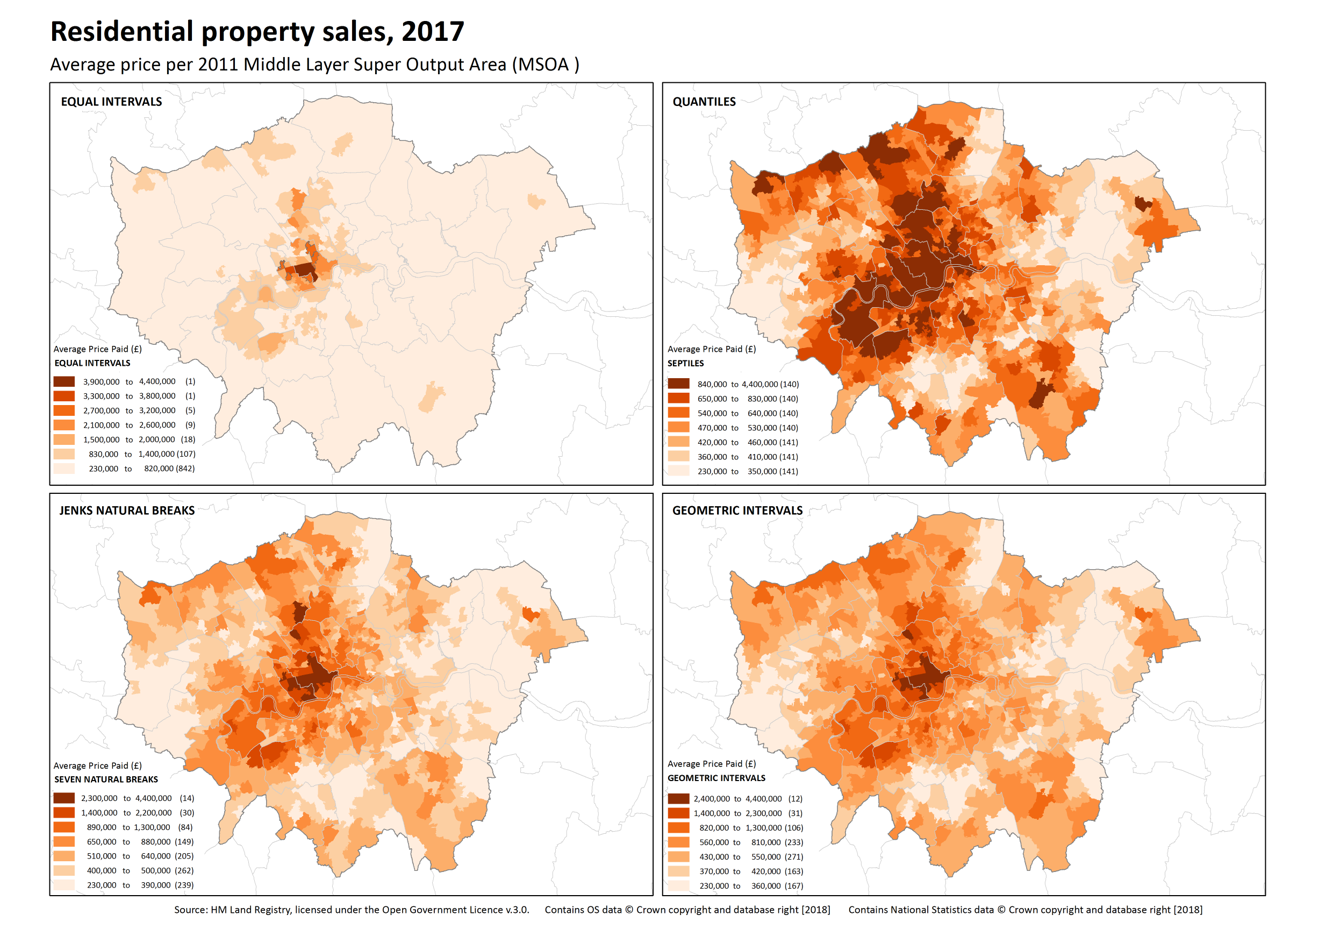 Residential property sales, 2017
Average price per 2011 Middle Layer Super Output Area (MSOA )
EQUAL INTERVALS
Average Price Paid (£)
EQUAL INTERVALS
3,900,000 to 4,400,000 (1)
3,300,000 to 3,800,000 (1)
2,700,000 to 3,200,000 (5)
2,100,000 to 2,600,000 (9)
1,500,000 to 2,000,000 (18)
830,000 to 1,400,000 (107)
230,000 to 820,000 (842)
QUANTILES
Average Price Paid (£)
SEPTILES
840,000 to 4,400,000 (140)
650,000 to 830,000 (140)
540,000 to 640,000 (140)
470,000 to 530,000 (140)
420,000 to 460,000 (141)
360,000 to 410,000 (141)
230,000 to 350,000 (141)
JENKS NATURAL BREAKS
Average Price Paid (£)
SEVEN NATURAL BREAKS
2,300,000 to 4,400,000 (14)
1,400,000 to 2,200,000 (30)
890,000 to 1,300,000 (84)
650,000 to 880,000 (149)
510,000 to 640,000 (205)
400,000 to 500,000 (262)
230,000 to 390,000 (239)
GEOMETRIC INTERVALS
Average Price Paid (£)
GEOMETRIC INTERVALS
2,400,000 to 4,400,000 (12)
1,400,000 to 2,300,000 (31)
820,000 to 1,300,000 (106)
560,000 to 810,000 (233)
430,000 to 550,000 (271)
370,000 to 420,000 (163)
230,000 to 360,000 (167)
Source: HM Land Registry, licensed under the Open Government Licence v.3.0. Contains OS data © Crown copyright and database right [2018] Contains National Statistics data © Crown copyright and database right [2018]